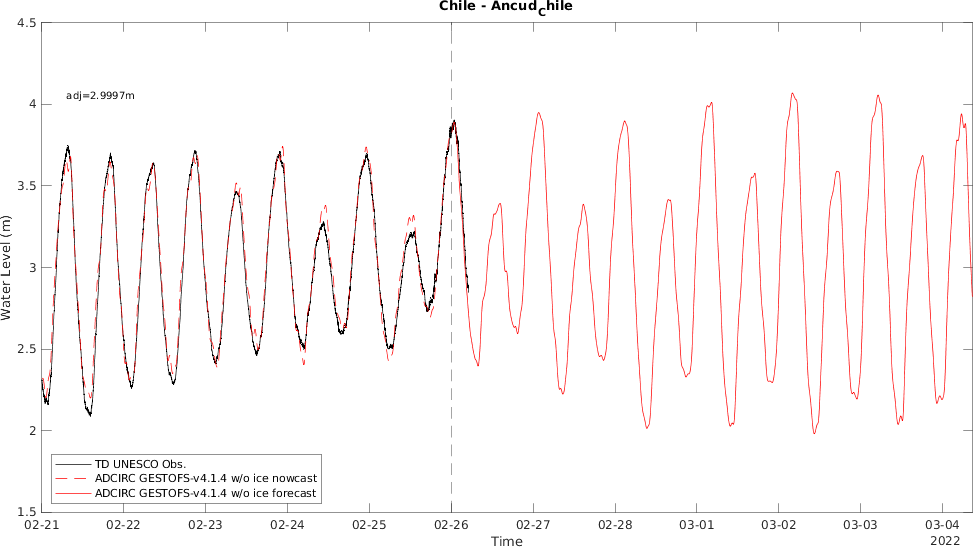 Chile - Ancud_Chile
4.5
4
3.5
3
2.5
2
1.5
adj=2.9997m
Water Level (m)
TD UNESCO Obs.
ADCIRC GESTOFS-v4.1.4 w/o ice nowcast
ADCIRC GESTOFS-v4.1.4 w/o ice forecast
02-21 02-22 02-23 02-24 02-25 02-26 02-27 02-28 03-01 03-02 03-03 03-04
Time
2022